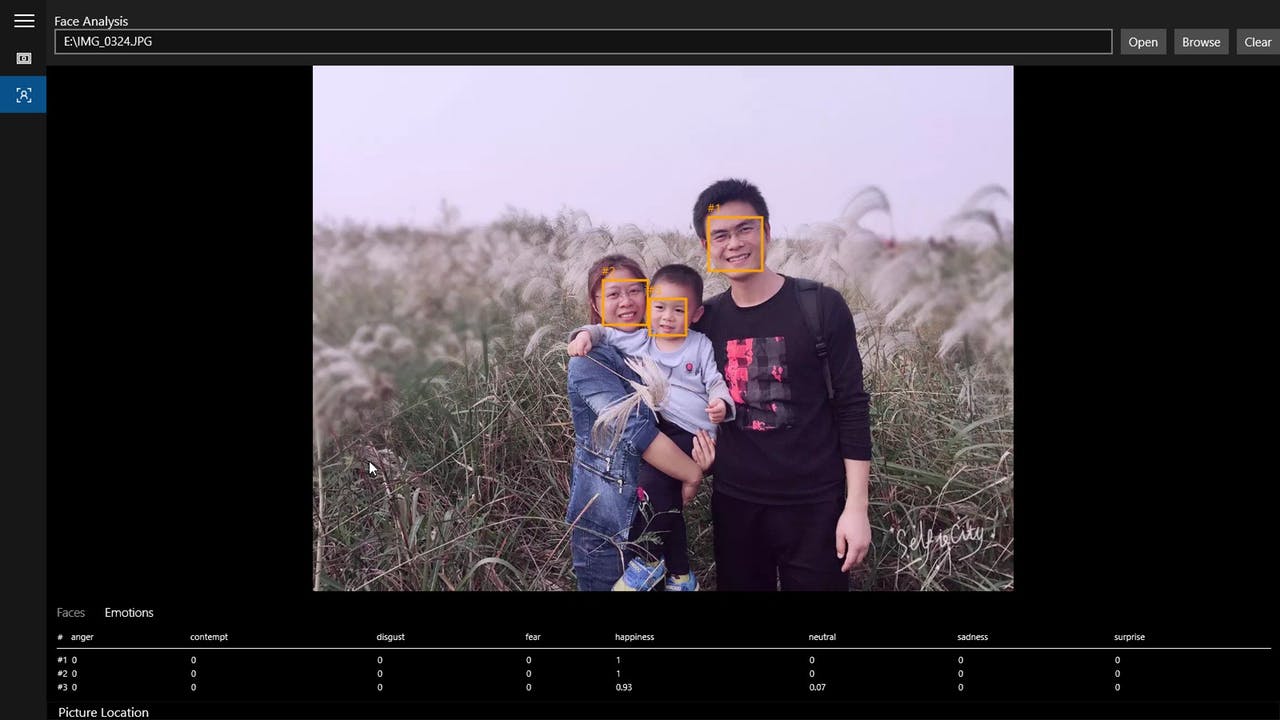 Face Analysis
E:\IMG_0324.JPG Open Browse Clear
#1
#2
SelfieCity
Faces Emotions
# anger contempt disgust fear happiness neutral sadness surprise
#1 0 0 0 0 1 0 0 0
#2 0 0 0 0 1 0 0 0
#3 0 0 0 0 0.93 0.07 0 0
Picture Location